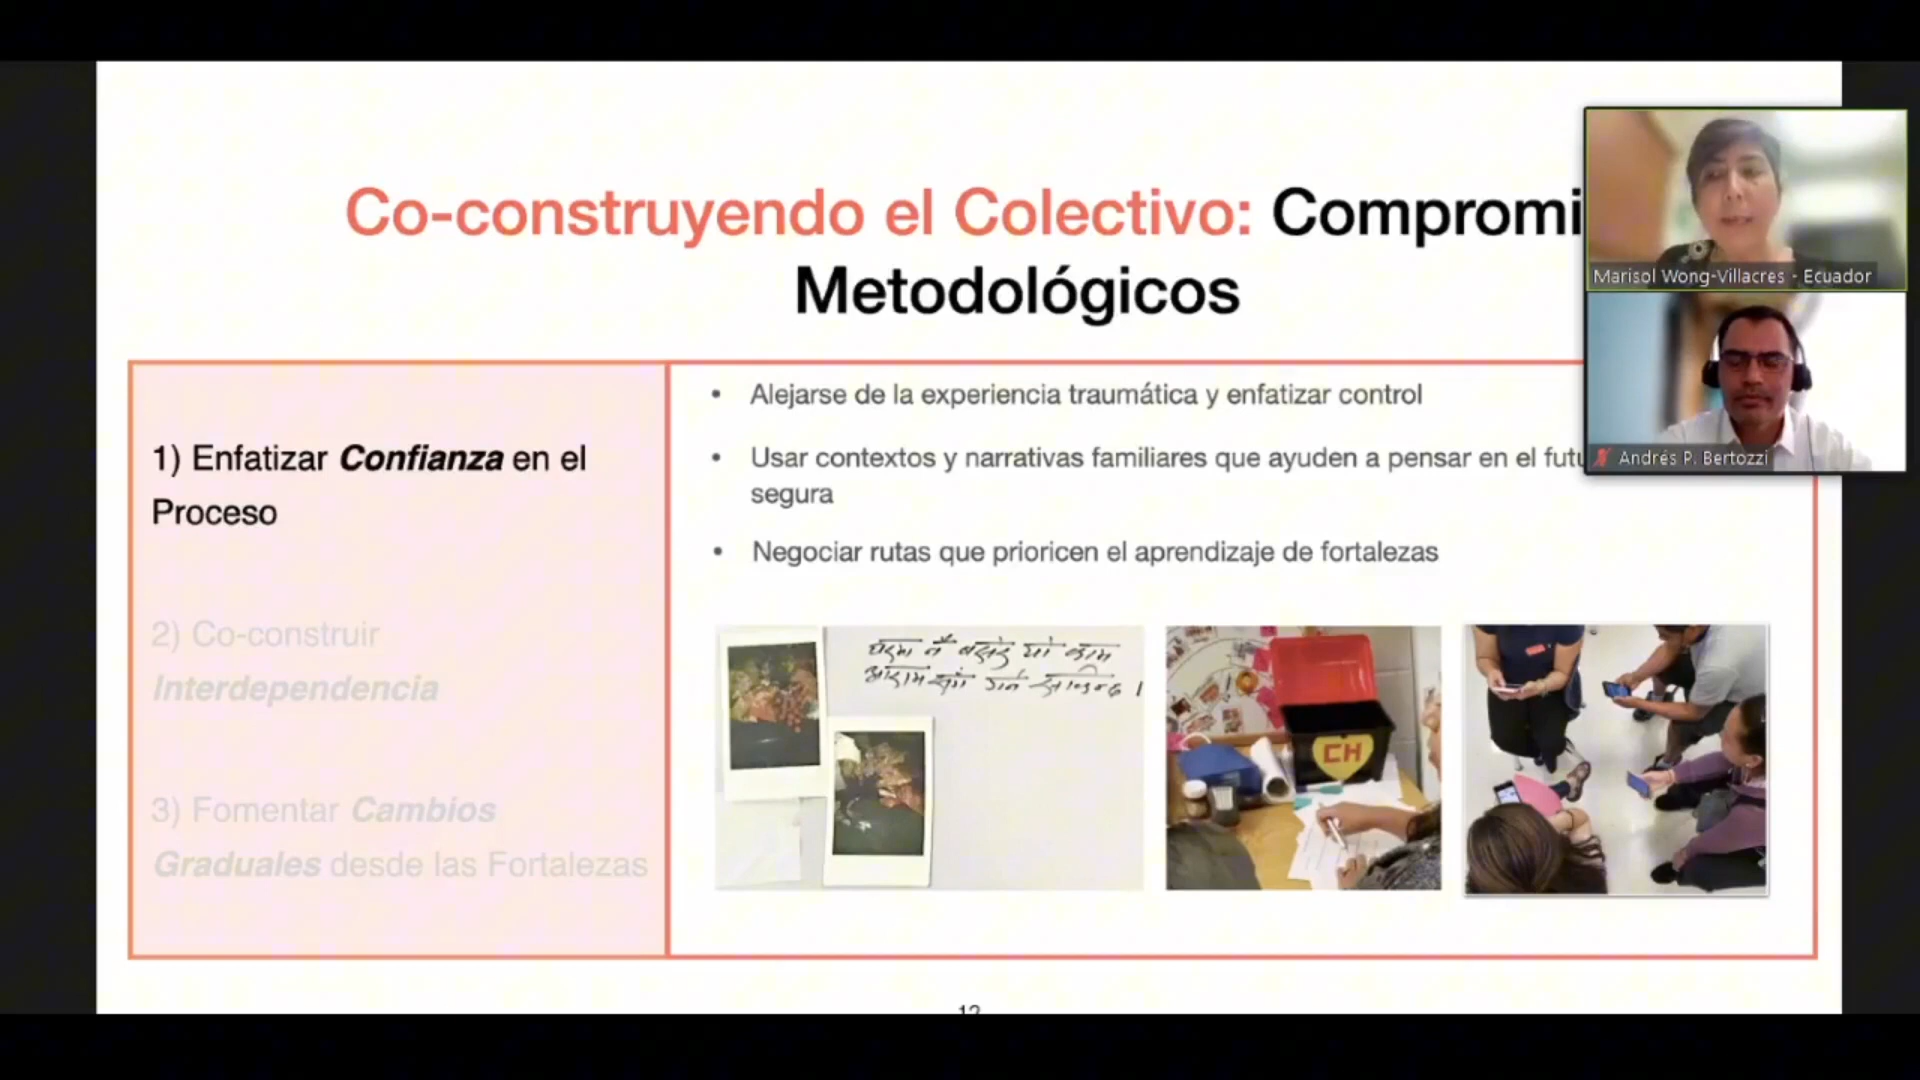 Co-construyendo el Colectivo: Compromi
Metodológicos
Marisol Wong-Villacres - Ecuador
Andrés P. Bertozzi
1) Enfatizar Confianza en el
Proceso
2) Co-construir
Interdependencia
3) Fomentar Cambios
Graduales desde las Fortalezas
• Alejarse de la experiencia traumática y enfatizar control
• Usar contextos y narrativas familiares que ayuden a pensar en el futu
segura
• Negociar rutas que prioricen el aprendizaje de fortalezas
CH
12